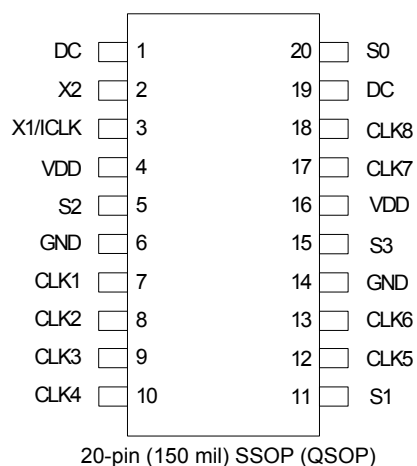 DC 1 20 S0
X2 2 19 DC
X1/ICLK 3 18 CLK8
VDD 4 17 CLK7
S2 5 16 VDD
GND 6 15 S3
CLK1 7 14 GND
CLK2 8 13 CLK6
CLK3 9 12 CLK5
CLK4 10 11 S1
20-pin (150 mil) SSOP (QSOP)